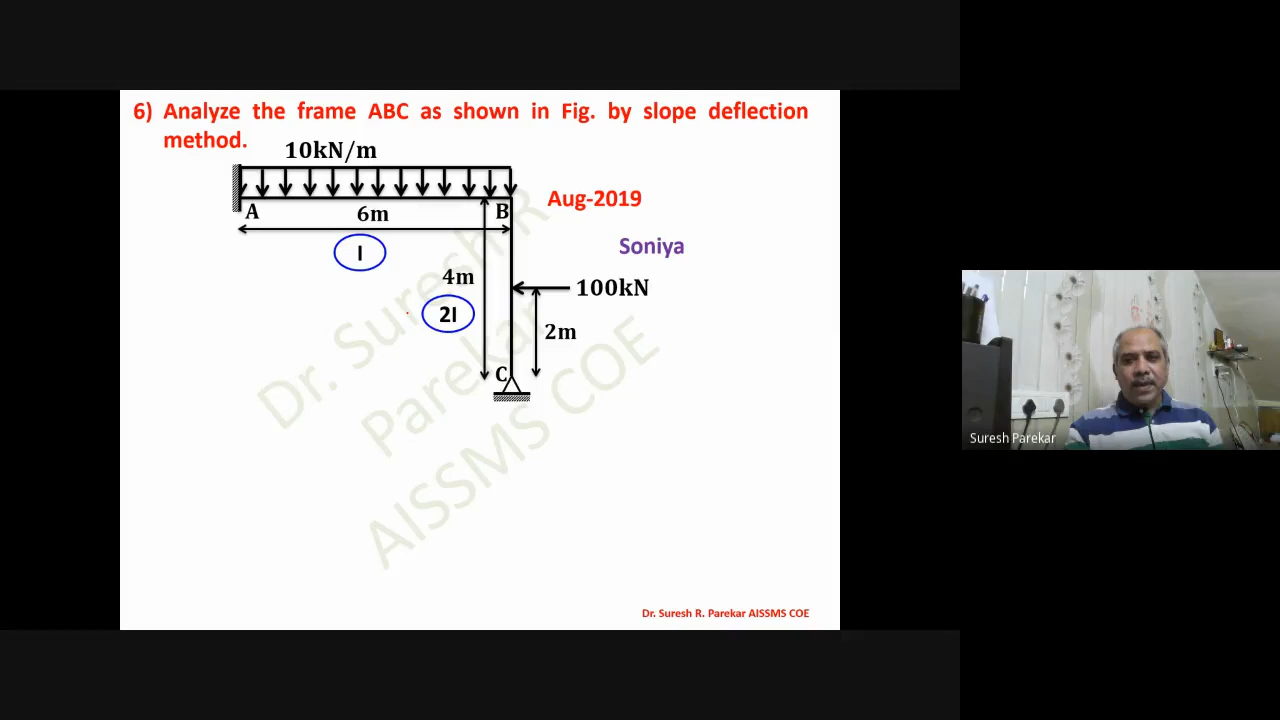 6) Analyze the frame ABC as shown in Fig. by slope deflection
method.
10kN/m
A
6m
B
Aug-2019
I
Soniya
4m
100kN
2I
2m
C
Dr. Suresh R
Parekar
AISSMS COE
Suresh Parekar
Dr. Suresh R. Parekar AISSMS COE